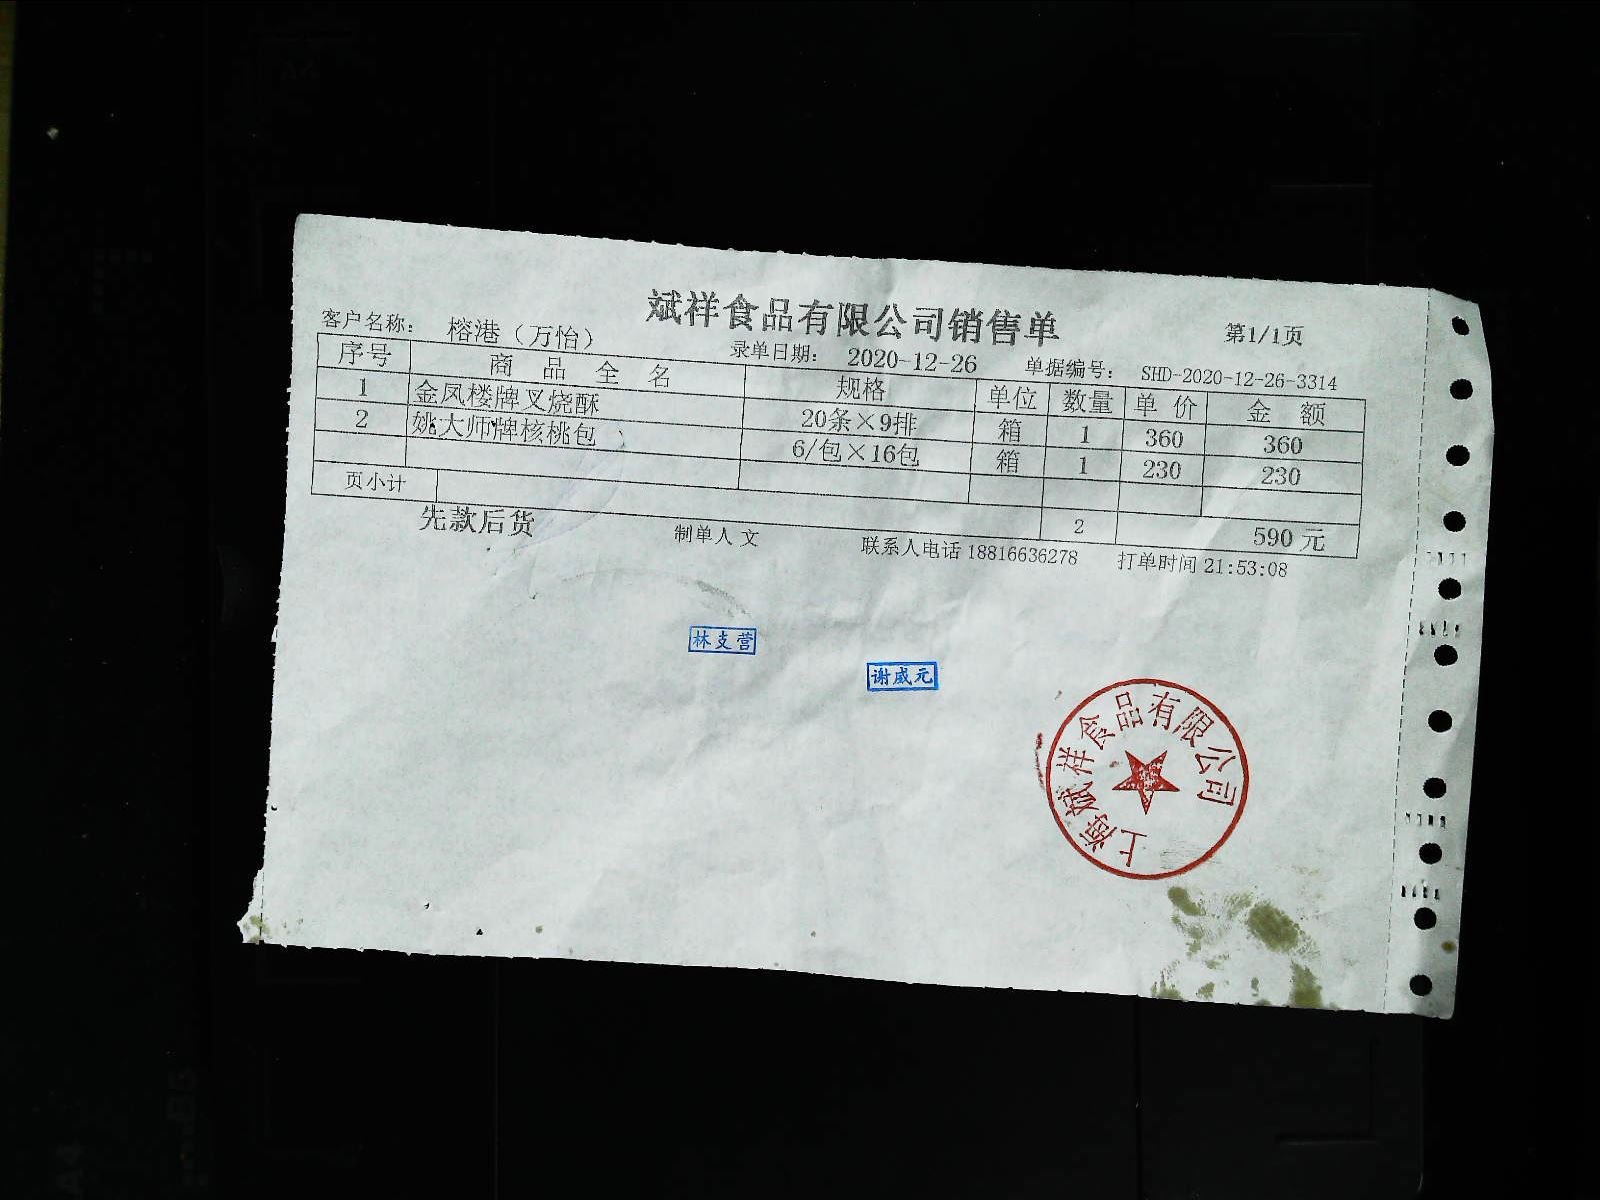 斌祥食品有限公司销售单
第1/1页
客户名称： 榕港（万怡） 录单日期： 2020-12-26 单据编号： SHD-2020-12-26-3314
序号 商品全名 规格 单位 数量 单价 金额
1 金凤楼牌叉烧酥 20条×9排 箱 1 360 360
2 姚大师牌核桃包 6/包×16包 箱 1 230 230
页小计 2 590 元
先款后货 制单人 文 联系人电话 18816636278 打单时间 21:53:08
林支营
谢威元
上海斌祥食品有限公司